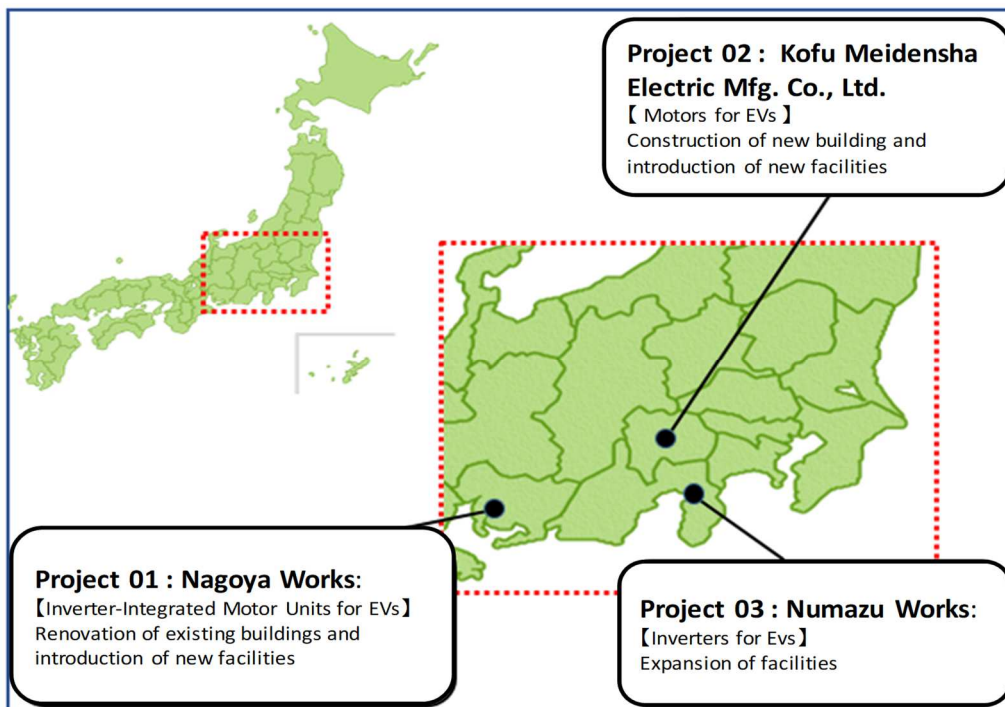 Project 02 : Kofu Meidensha
Electric Mfg. Co., Ltd.
【 Motors for EVs 】
Construction of new building and
introduction of new facilities
Project 01 : Nagoya Works:
【Inverter-Integrated Motor Units for EVs】
Renovation of existing buildings and
introduction of new facilities
Project 03 : Numazu Works:
【Inverters for Evs】
Expansion of facilities